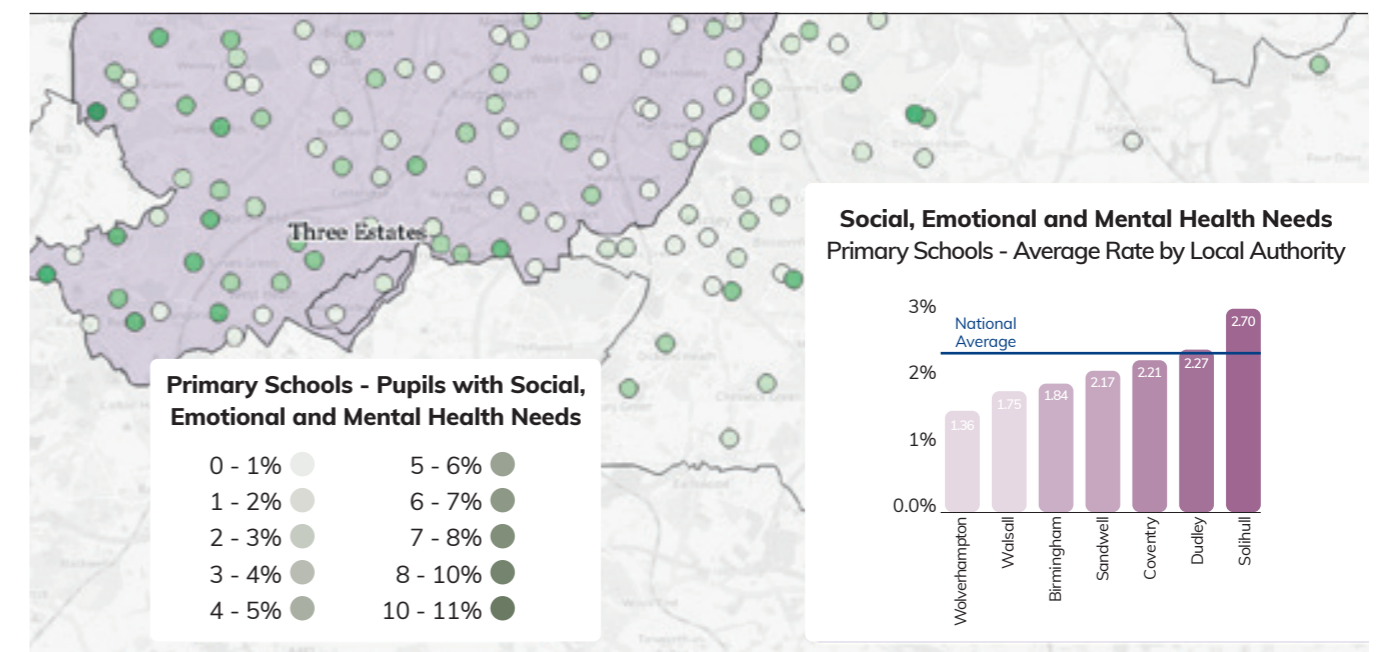 Three Estates
Social, Emotional and Mental Health Needs
Primary Schools - Average Rate by Local Authority
3%
2%
1%
0.0%
National
Average
1.36
1.75
1.84
2.17
2.21
2.27
2.70
Wolverhampton
Walsall
Birmingham
Sandwell
Coventry
Dudley
Solihull
Primary Schools - Pupils with Social,
Emotional and Mental Health Needs
0 - 1%
5 - 6%
1 - 2%
6 - 7%
2 - 3%
7 - 8%
3 - 4%
8 - 10%
4 - 5%
10 - 11%